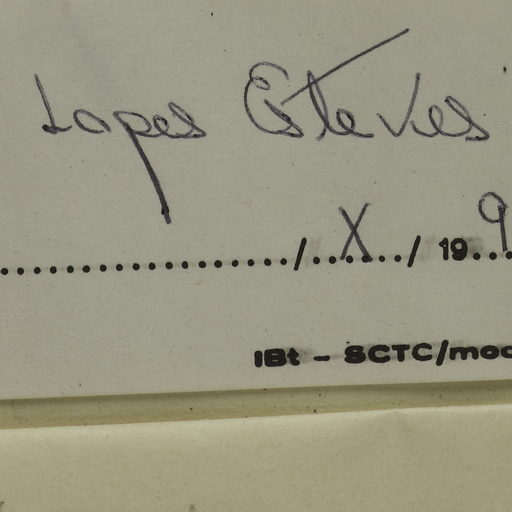 Lopes Esteves
....................../...X.../ 19...9
IBt - SCTC/mod